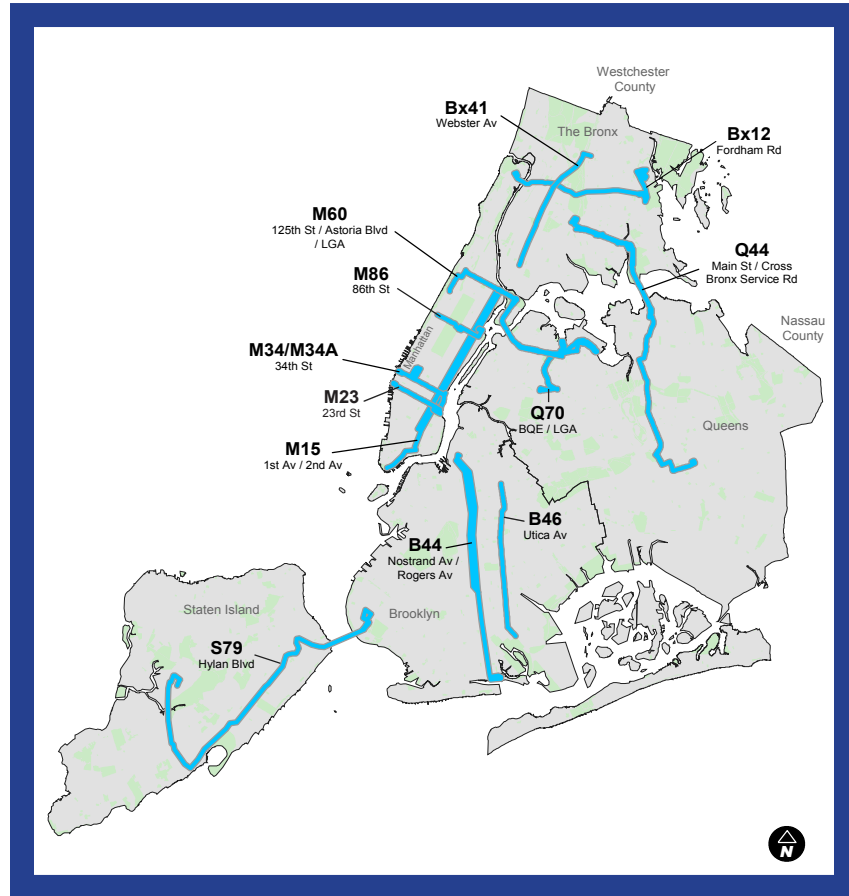 Westchester
County
Bx41
Webster Av
The Bronx
Bx12
Fordham Rd
M60
125th St / Astoria Blvd
/ LGA
Q44
Main St / Cross
Bronx Service Rd
M86
86th St
Nassau
County
Manhattan
M34/M34A
34th St
M23
23rd St
Q70
BQE / LGA
Queens
M15
1st Av / 2nd Av
B46
Utica Av
B44
Nostrand Av /
Rogers Av
Staten Island
Brooklyn
S79
Hylan Blvd
N